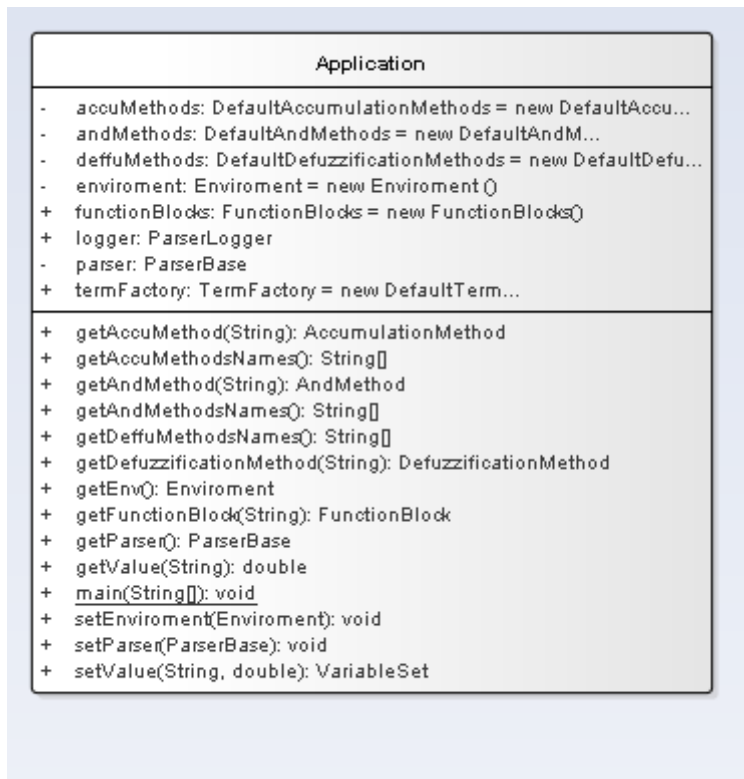 Application
- accuMethods: DefaultAccumulationMethods = new DefaultAccu...
- andMethods: DefaultAndMethods = new DefaultAndM...
- deffuMethods: DefaultDefuzzificationMethods = new DefaultDefu...
- enviroment: Enviroment = new Enviroment ()
+ functionBlocks: FunctionBlocks = new FunctionBlocks()
+ logger: ParserLogger
- parser: ParserBase
+ termFactory: TermFactory = new DefaultTerm...
+ getAccuMethod(String): AccumulationMethod
+ getAccuMethodsNames(): String[]
+ getAndMethod(String): AndMethod
+ getAndMethodsNames(): String[]
+ getDeffuMethodsNames(): String[]
+ getDefuzzificationMethod(String): DefuzzificationMethod
+ getEnv(): Enviroment
+ getFunctionBlock(String): FunctionBlock
+ getParser(): ParserBase
+ getValue(String): double
+ main(String[]): void
+ setEnviroment(Enviroment): void
+ setParser(ParserBase): void
+ setValue(String, double): VariableSet